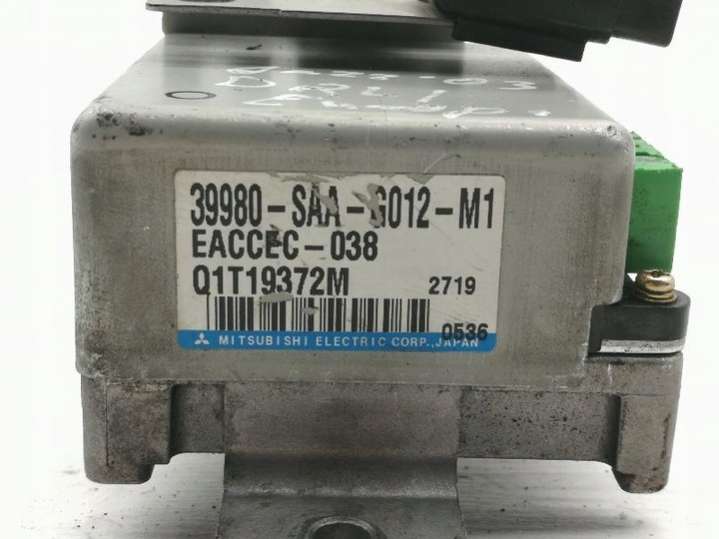 39980-SAA-G012-M1
EACCEC-038
Q1T19372M 2719
0536
MITSUBISHI ELECTRIC CORP.,JAPAN